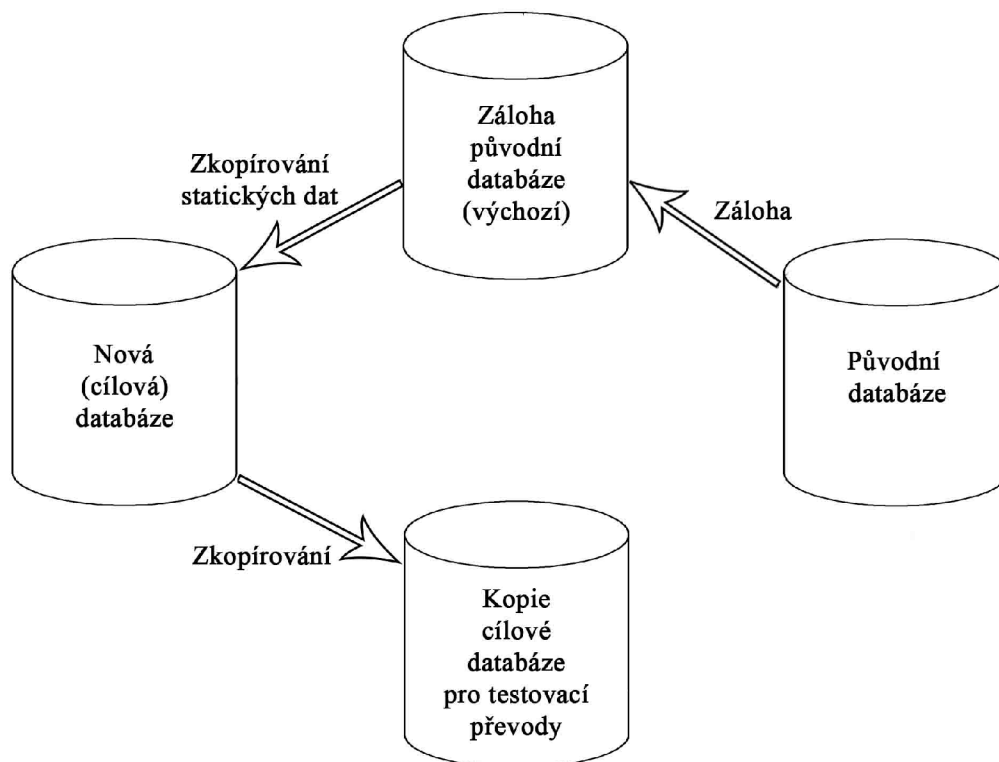 Záloha
původní
databáze
(výchozí)
Zkopírování
statických dat
Záloha
Nová
(cílová)
databáze
Původní
databáze
Zkopírování
Kopie
cílové
databáze
pro testovací
převody